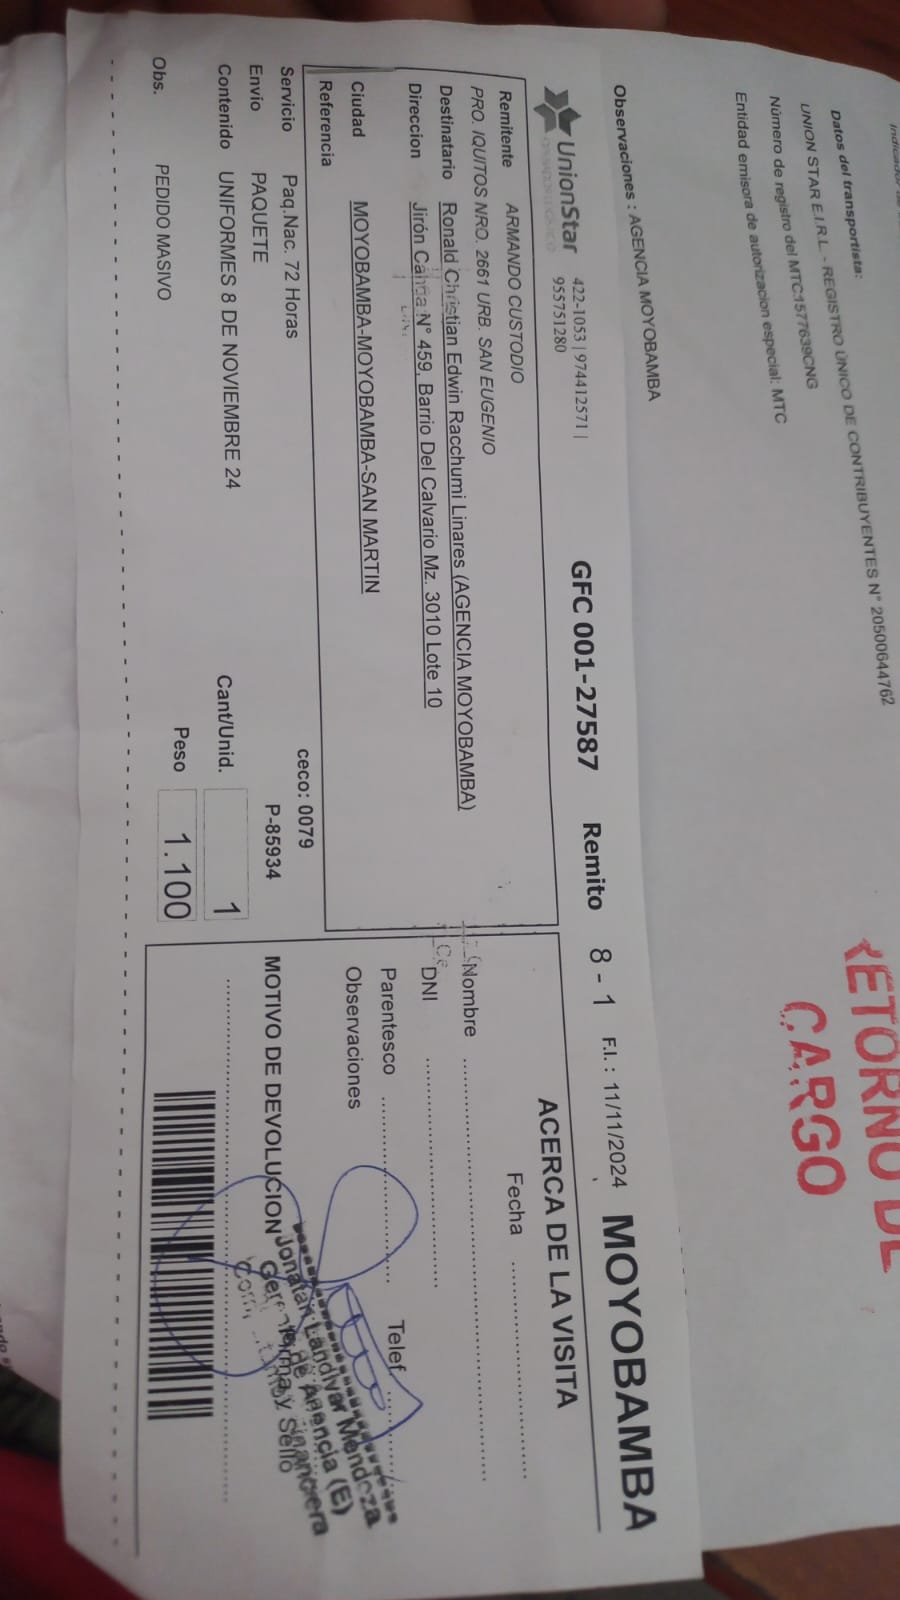 Datos del transportista:
UNION STAR E.I.R.L - REGISTRO ÚNICO DE CONTRIBUYENTES N° 20500644762
Número de registro del MTC1577639CNG
Entidad emisora de autorizacion especial: MTC
RETORNO DE
CARGO
Observaciones : AGENCIA MOYOBAMBA
UnionStar
422-1053 | 974412571 |
955751280
GFC 001-27587 Remito 8 - 1 F.I. : 11/11/2024 MOYOBAMBA
Remitente ARMANDO CUSTODIO
PRO. IQUITOS NRO. 2661 URB. SAN EUGENIO
Destinatario Ronald Christian Edwin Racchumi Linares (AGENCIA MOYOBAMBA)
Direccion Jirón N° 459, Barrio Del Calvario Mz. 3010 Lote 10
Ciudad MOYOBAMBA-MOYOBAMBA-SAN MARTIN
Referencia
Servicio Paq.Nac. 72 Horas ceco: 0079
Envio PAQUETE P-85934
Contenido UNIFORMES 8 DE NOVIEMBRE 24 Cant/Unid. 1
Obs. PEDIDO MASIVO Peso 1.100
ACERCA DE LA VISITA
Fecha
Nombre
DNI
Parentesco Telef
Observaciones
MOTIVO DE DEVOLUCION
Jonatan Landivar Mendoza
Gerente de Agencia (E)
Firma y Sello